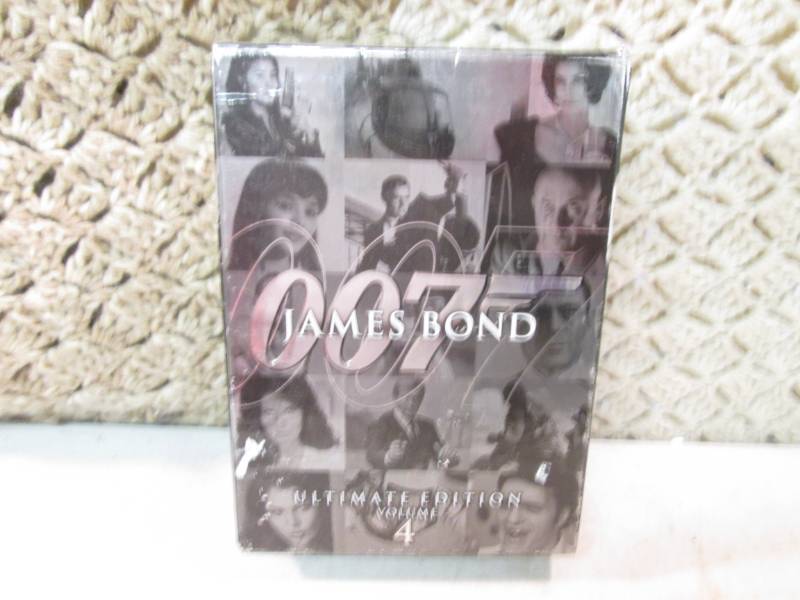 007
JAMES BOND
ULTIMATE EDITION
VOLUME
4